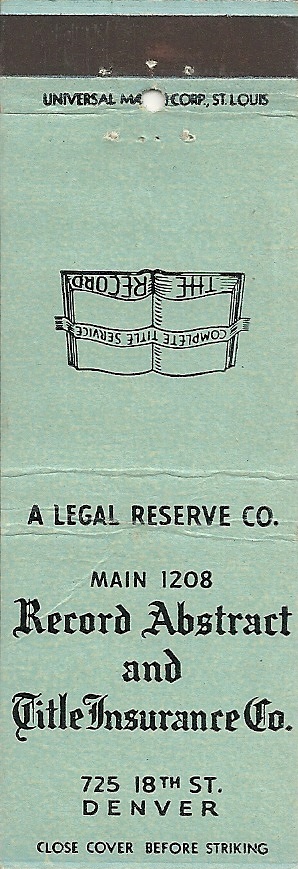 UNIVERSAL MA CORP., ST. LOUIS
THE RECORD
COMPLETE TITLE SERVICE
A LEGAL RESERVE CO.
MAIN 1208
Record Abstract
and
Title Insurance Co.
725 18TH ST.
DENVER
CLOSE COVER BEFORE STRIKING